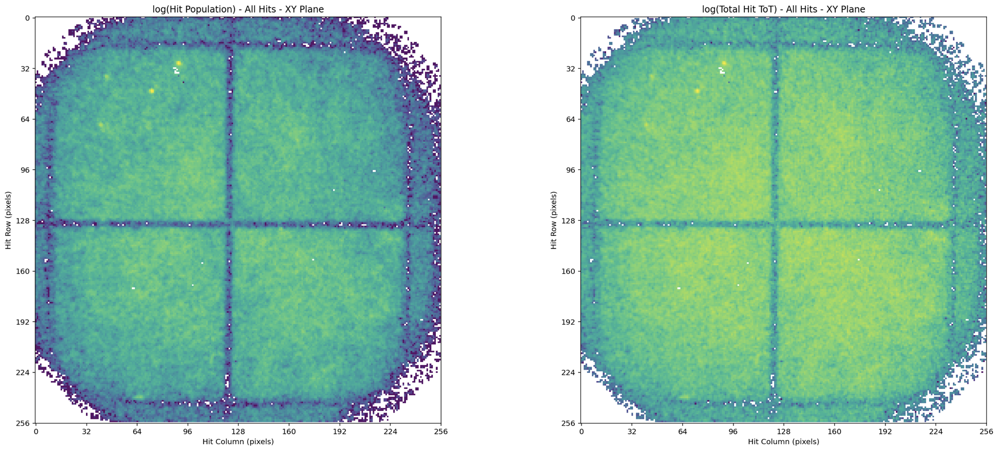 log(Hit Population) - All Hits - XY Plane
0
32
64
96
128
160
192
224
256
Hit Row (pixels)
0 32 64 96 128 160 192 224 256
Hit Column (pixels)
log(Total Hit ToT) - All Hits - XY Plane
0
32
64
96
128
160
192
224
256
Hit Row (pixels)
0 32 64 96 128 160 192 224 256
Hit Column (pixels)